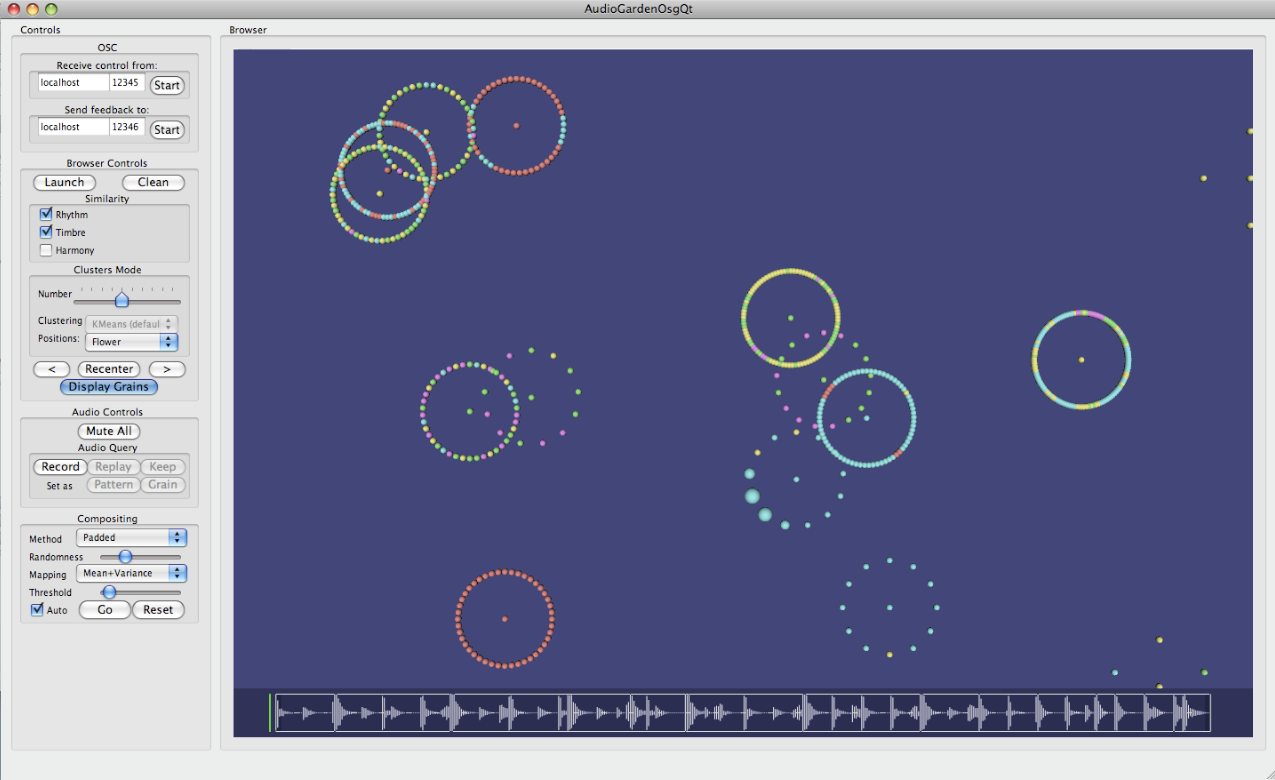 AudioGardenOsgQt
Controls
Browser
OSC
Receive control from:
localhost 12345 Start
Send feedback to:
localhost 12346 Start
Browser Controls
Launch Clean
Similarity
Rhythm
Timbre
Harmony
Clusters Mode
Number
Clustering KMeans (defaul
Positions: Flower
< Recenter >
Display Grains
Audio Controls
Mute All
Audio Query
Record Replay Keep
Set as Pattern Grain
Compositing
Method Padded
Randomness
Mapping Mean+Variance
Threshold
Auto Go Reset